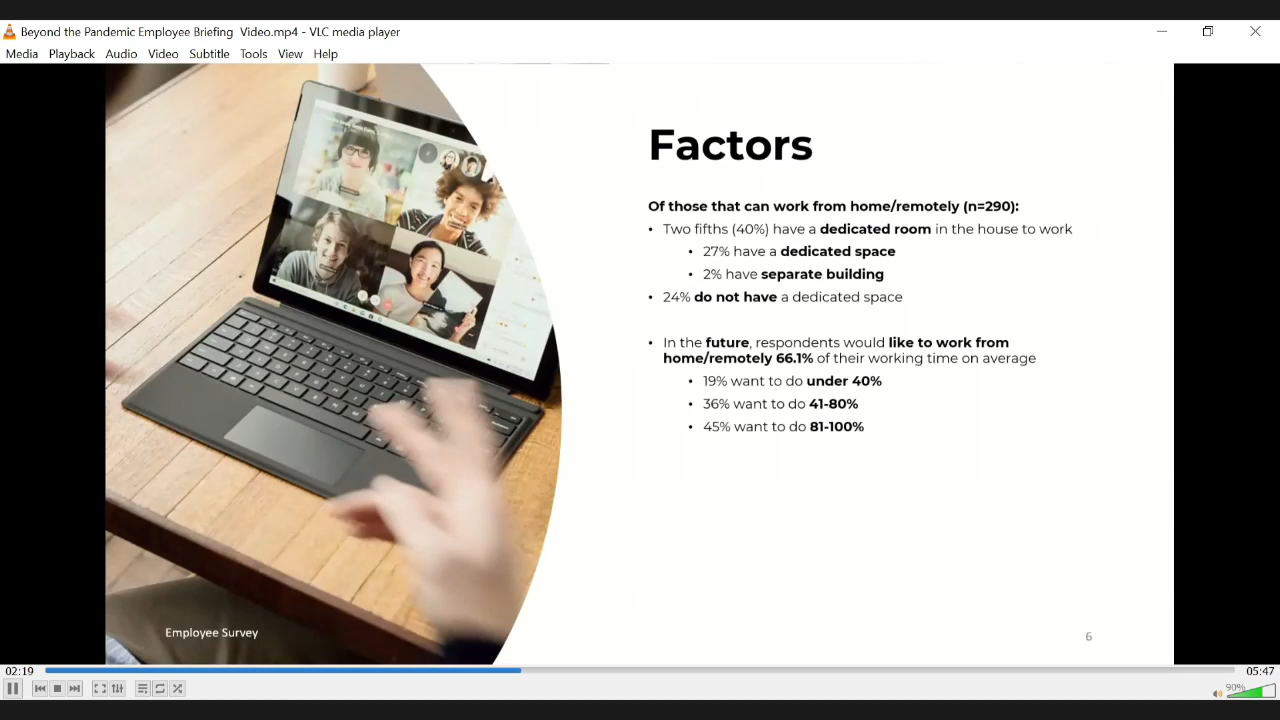 Beyond the Pandemic Employee Briefing Video.mp4 - VLC media player
Media Playback Audio Video Subtitle Tools View Help
Factors
Of those that can work from home/remotely (n=290):
• Two fifths (40%) have a dedicated room in the house to work
• 27% have a dedicated space
• 2% have separate building
• 24% do not have a dedicated space
• In the future, respondents would like to work from
home/remotely 66.1% of their working time on average
• 19% want to do under 40%
• 36% want to do 41-80%
• 45% want to do 81-100%
Employee Survey
6
02:19
05:47
90%